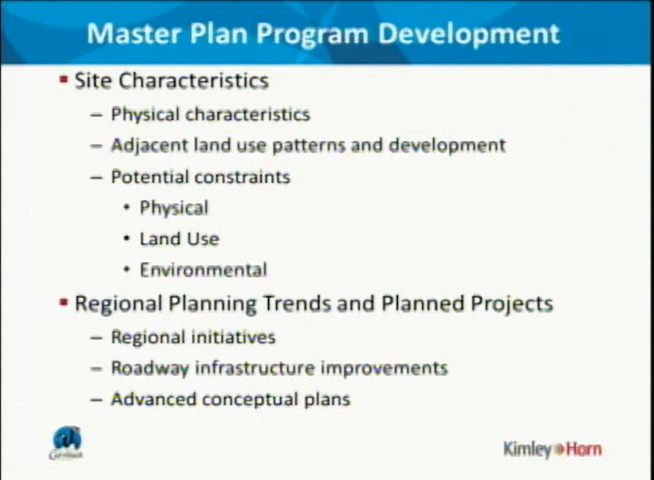 Master Plan Program Development
▪ Site Characteristics
– Physical characteristics
– Adjacent land use patterns and development
– Potential constraints
• Physical
• Land Use
• Environmental
▪ Regional Planning Trends and Planned Projects
– Regional initiatives
– Roadway infrastructure improvements
– Advanced conceptual plans
Kimley Horn